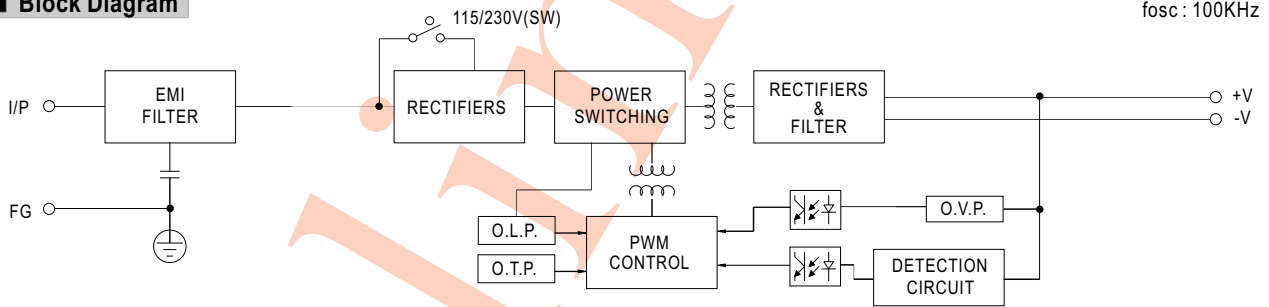 Block Diagram
fosc : 100KHz
115/230V(SW)
I/P
EMI
FILTER
RECTIFIERS
POWER
SWITCHING
RECTIFIERS
&
FILTER
+V
-V
FG
O.L.P.
O.T.P.
PWM
CONTROL
O.V.P.
DETECTION
CIRCUIT